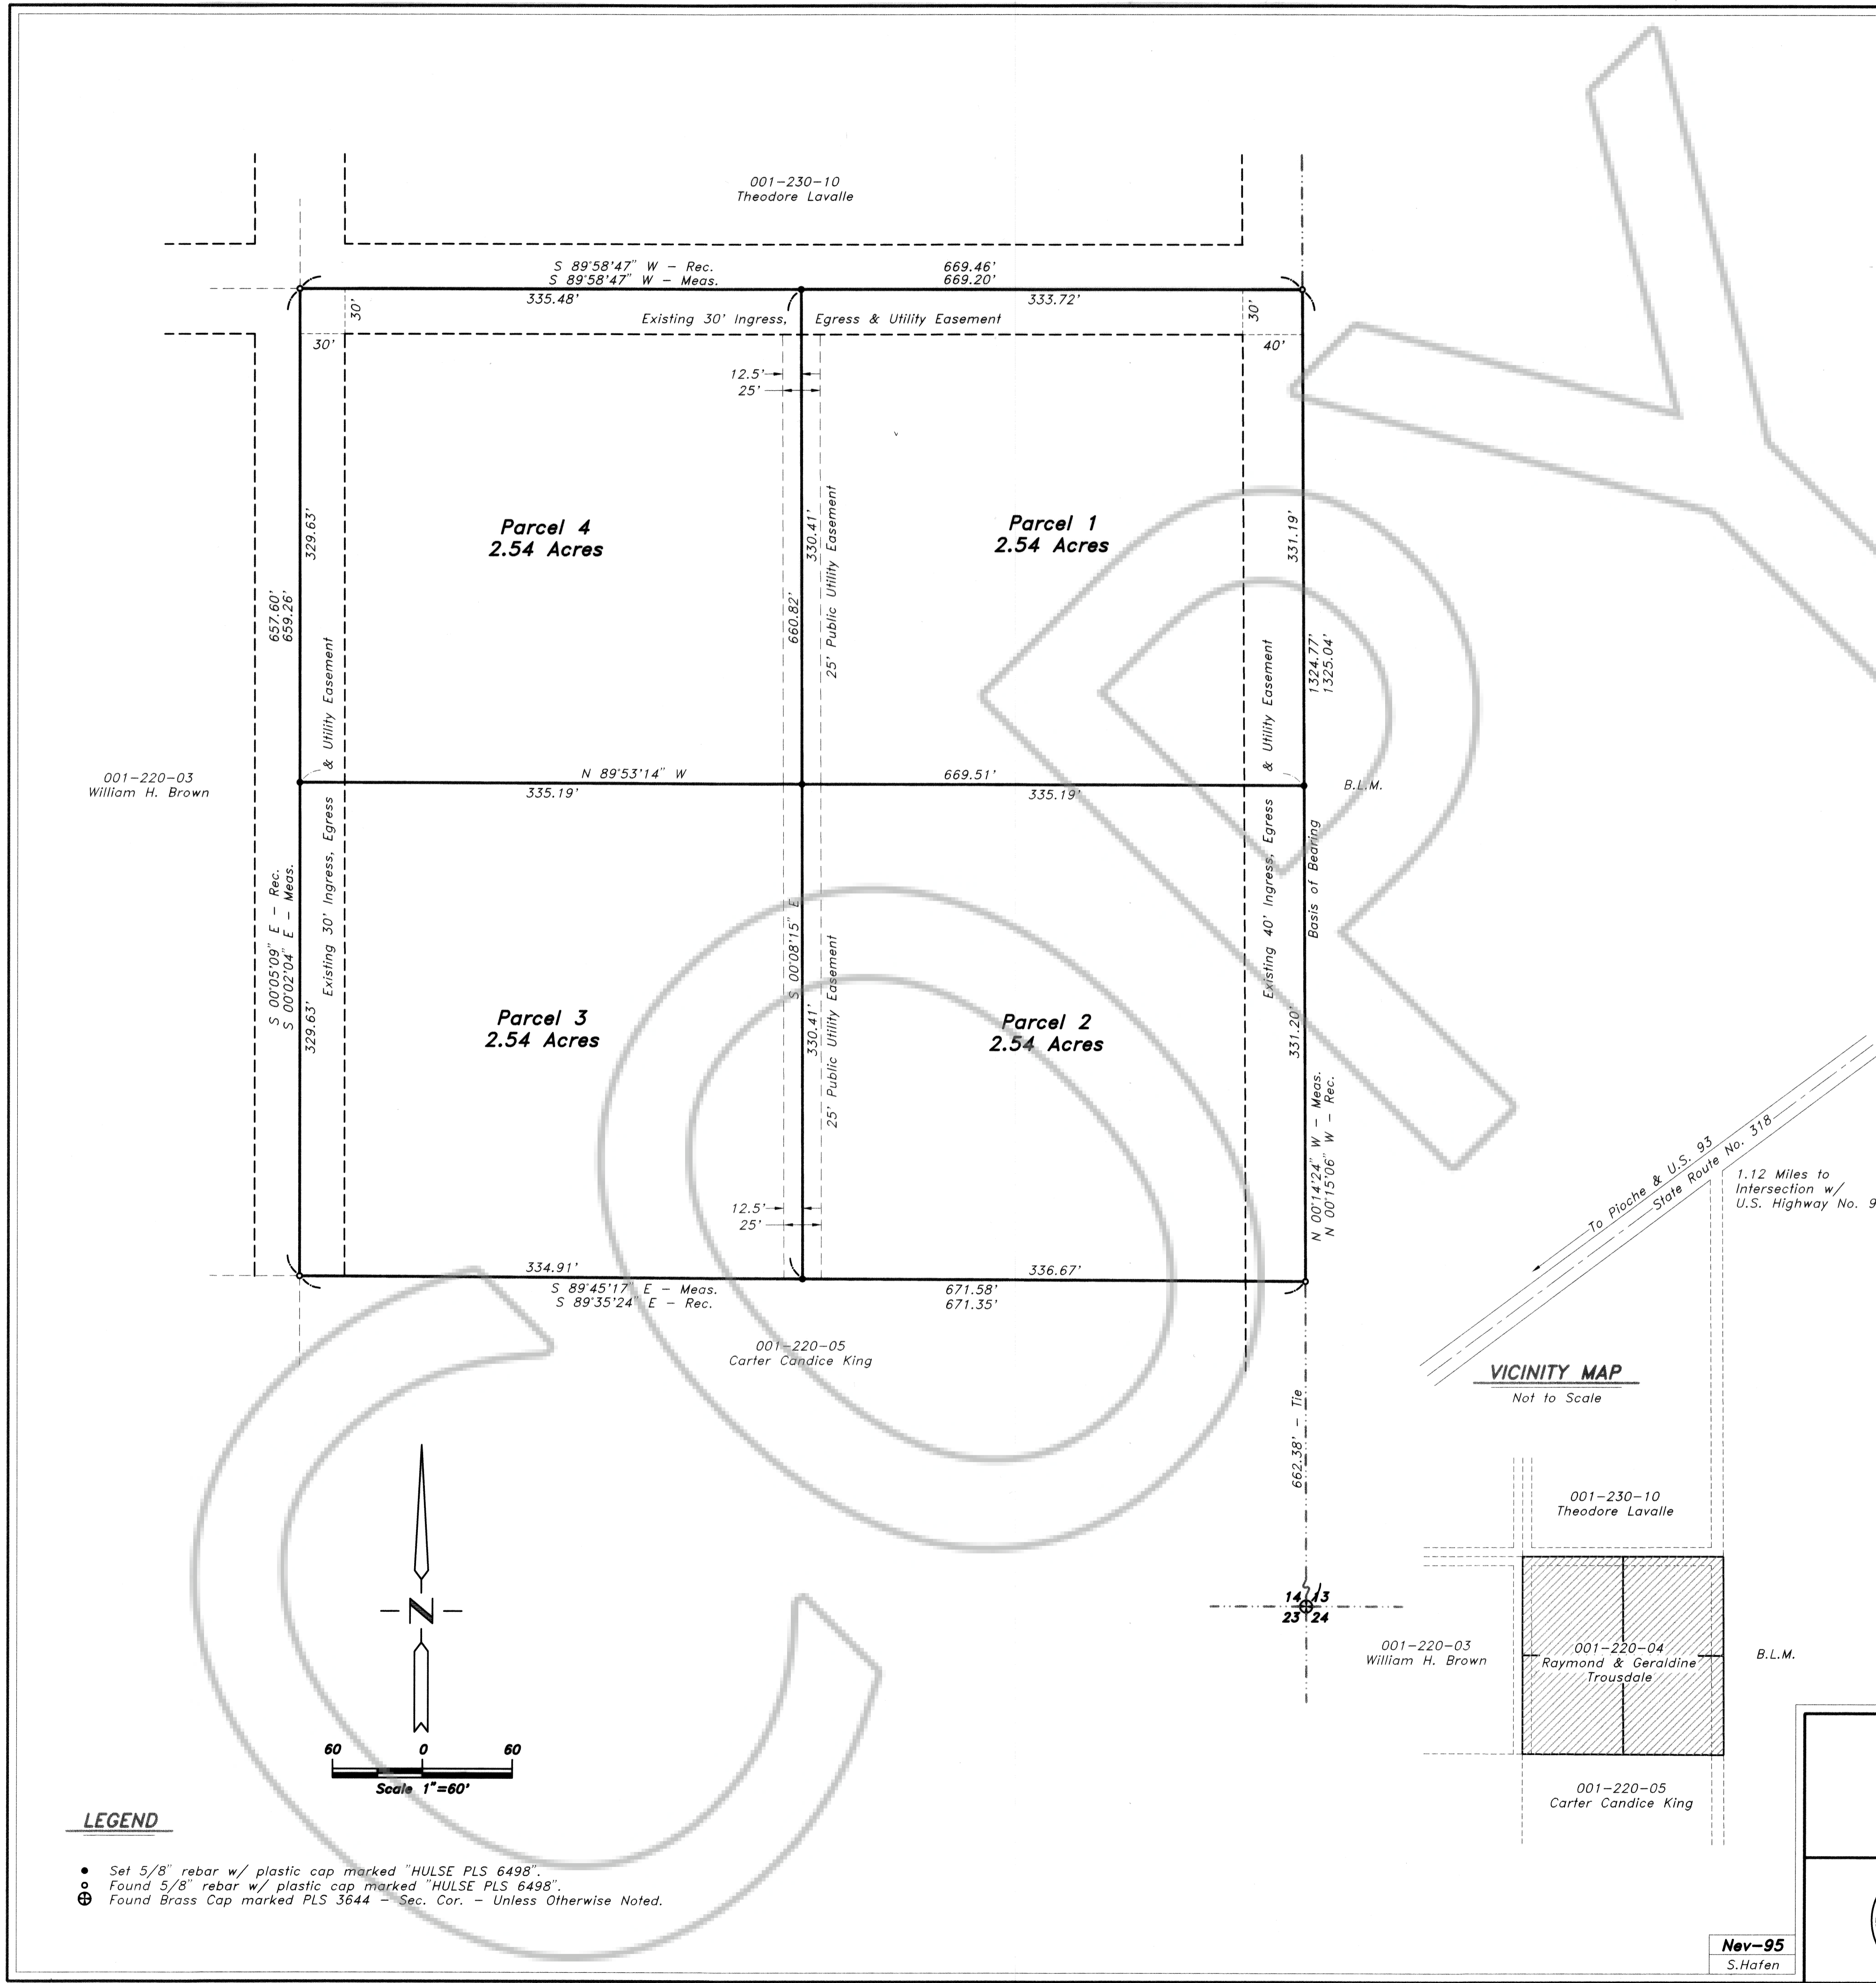 001-230-10
Theodore Lavalle
S 89°58'47" W - Rec.
669.46'
S 89°58'47" W - Meas.
669.20'
335.48'
333.72'
30'
Existing 30' Ingress,
Egress & Utility Easement
30'
30'
40'
12.5'
25'
Parcel 4
2.54 Acres
Parcel 1
2.54 Acres
329.63'
330.41'
331.19'
25' Public Utility Easement
657.60'
659.26'
660.82'
1324.77'
1325.04'
Existing 30' Ingress, Egress & Utility Easement
Existing 40' Ingress, Egress & Utility Easement
001-220-03
William H. Brown
N 89°53'14" W
669.51'
335.19'
335.19'
B.L.M.
Basis of Bearing
S 00°05'09" E - Rec.
S 00°02'04" E - Meas.
329.63'
S 00°08'15" E
330.41'
25' Public Utility Easement
331.20'
Parcel 3
2.54 Acres
Parcel 2
2.54 Acres
N 00°14'24" W - Meas.
N 00°15'06" W - Rec.
12.5'
25'
334.91'
336.67'
S 89°45'17" E - Meas.
671.58'
S 89°35'24" E - Rec.
671.35'
001-220-05
Carter Candice King
662.38' - Tie
14 13
23 24
To Pioche & U.S. 93
State Route No. 318
1.12 Miles to
Intersection w/
U.S. Highway No. 9
VICINITY MAP
Not to Scale
001-230-10
Theodore Lavalle
001-220-03
William H. Brown
001-220-04
Raymond & Geraldine
Trousdale
B.L.M.
001-220-05
Carter Candice King
N
60 0 60
Scale 1"=60'
LEGEND
Set 5/8" rebar w/ plastic cap marked "HULSE PLS 6498".
Found 5/8" rebar w/ plastic cap marked "HULSE PLS 6498".
Found Brass Cap marked PLS 3644 - Sec. Cor. - Unless Otherwise Noted.
Nev-95
S.Hafen
COPY